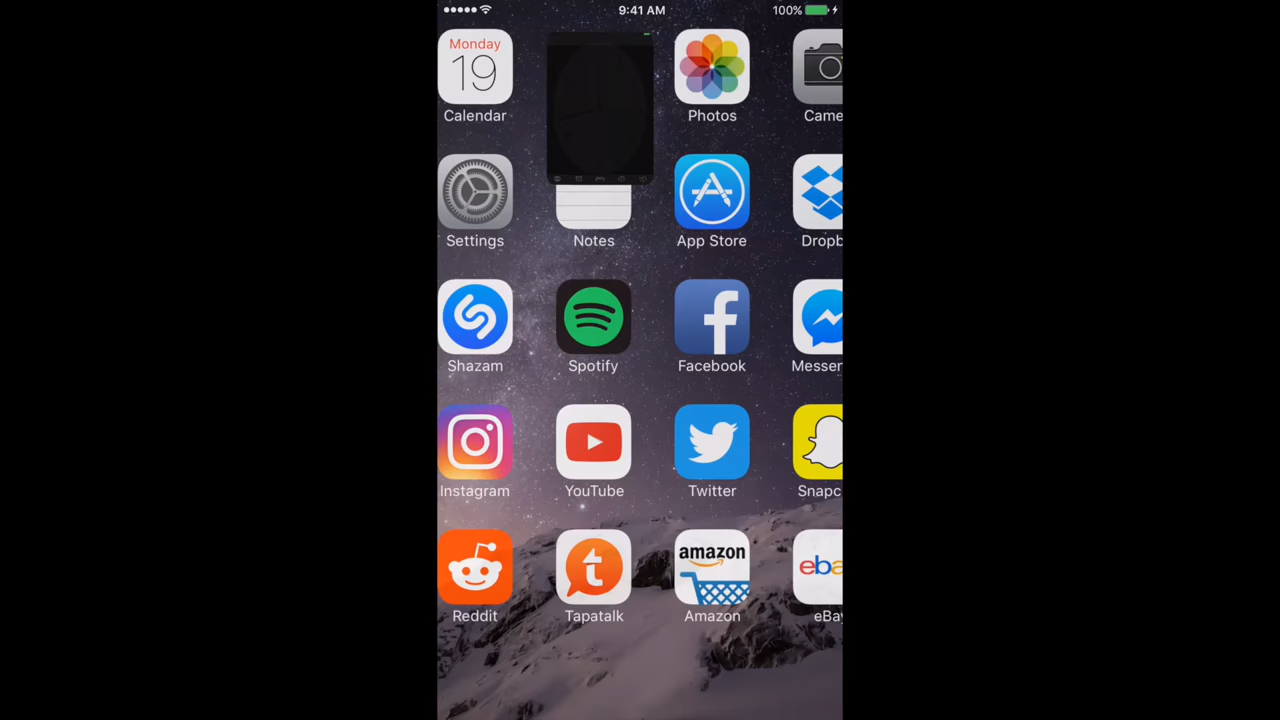 9:41 AM
100%
Monday
19
Calendar
Photos
Came
Settings
Notes
App Store
Dropb
Shazam
Spotify
Facebook
Messen
Instagram
YouTube
Twitter
Snapc
amazon
eba
Reddit
Tapatalk
Amazon
eBay